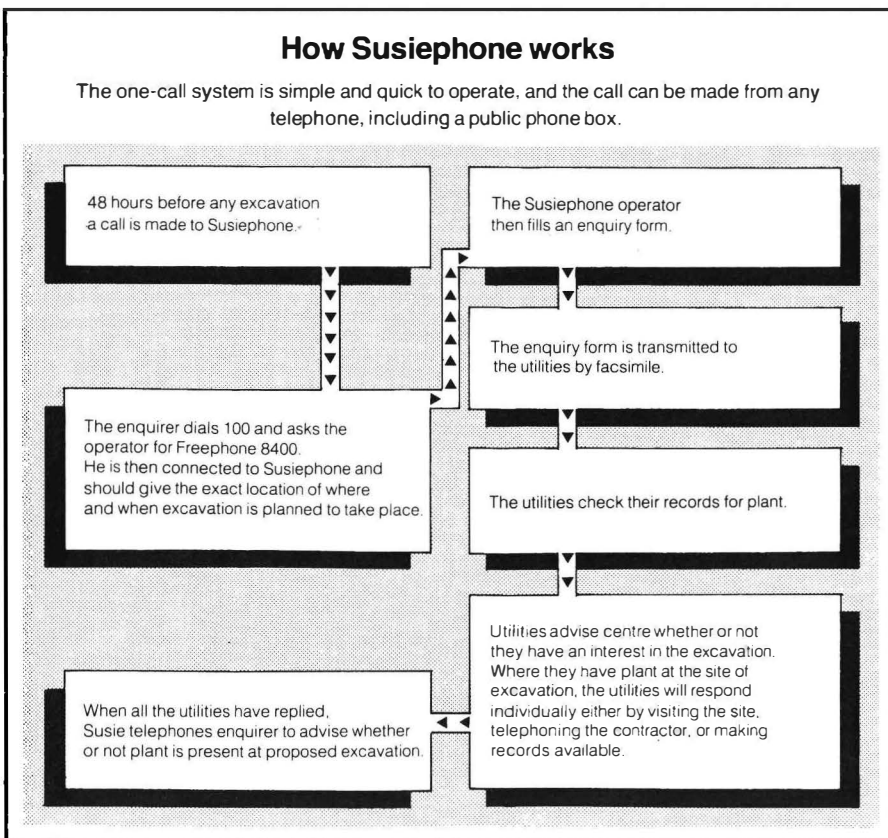 How Susiephone works
The one-call system is simple and quick to operate, and the call can be made from any
telephone, including a public phone box.
48 hours before any excavation
a call is made to Susiephone.
The enquirer dials 100 and asks the
operator for Freephone 8400.
He is then connected to Susiephone and
should give the exact location of where
and when excavation is planned to take place.
The Susiephone operator
then fills an enquiry form.
The enquiry form is transmitted to
the utilities by facsimile.
The utilities check their records for plant.
Utilities advise centre whether or not
they have an interest in the excavation.
Where they have plant at the site of
excavation, the utilities will respond
individually either by visiting the site,
telephoning the contractor, or making
records available.
When all the utilities have replied,
Susie telephones enquirer to advise whether
or not plant is present at proposed excavation.